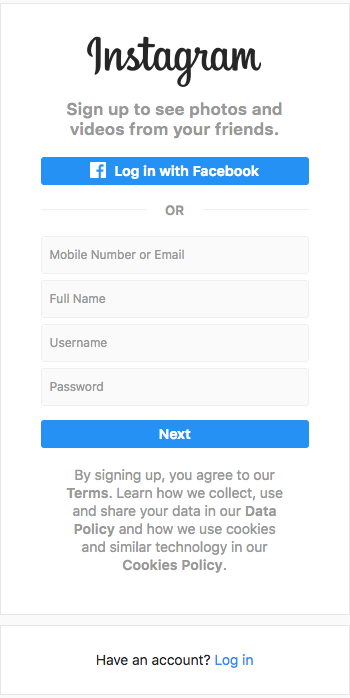 Instagram
Sign up to see photos and
videos from your friends.
Log in with Facebook
OR
Mobile Number or Email
Full Name
Username
Password
Next
By signing up, you agree to our
Terms. Learn how we collect, use
and share your data in our Data
Policy and how we use cookies
and similar technology in our
Cookies Policy.
Have an account? Log in